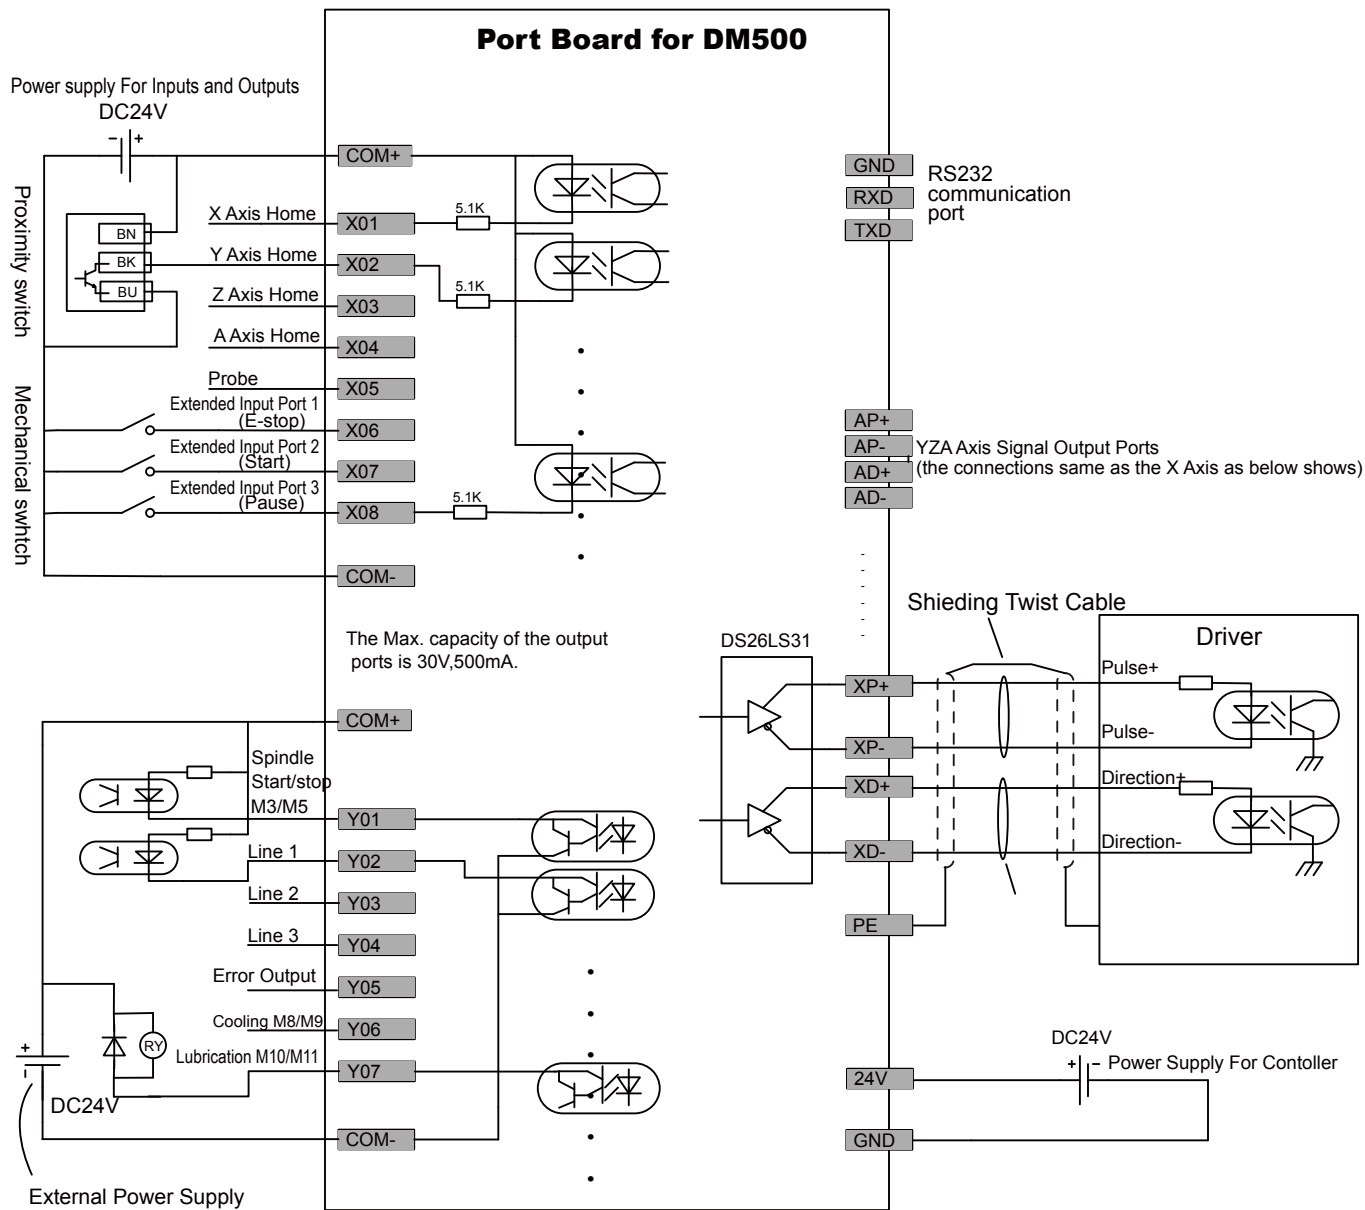 Port Board for DM500
Power supply For Inputs and Outputs
DC24V
- +
Proximity switch
BN
BK
BU
Mechanical swhtch
COM+
X Axis Home
X01
5.1K
Y Axis Home
X02
5.1K
Z Axis Home
X03
A Axis Home
X04
Probe
X05
Extended Input Port 1
(E-stop)
X06
Extended Input Port 2
(Start)
X07
Extended Input Port 3
(Pause)
X08
5.1K
COM-
GND
RXD
TXD
RS232
communication
port
AP+
AP-
AD+
AD-
YZA Axis Signal Output Ports
(the connections same as the X Axis as below shows)
The Max. capacity of the output
ports is 30V,500mA.
COM+
Spindle
Start/stop
M3/M5
Y01
Line 1
Y02
Line 2
Y03
Line 3
Y04
Error Output
Y05
Cooling M8/M9
Y06
Lubrication M10/M11
Y07
RY
+
-
DC24V
COM-
External Power Supply
DS26LS31
Shieding Twist Cable
Driver
XP+
Pulse+
XP-
Pulse-
XD+
Direction+
XD-
Direction-
PE
DC24V
+ -
Power Supply For Contoller
24V
GND